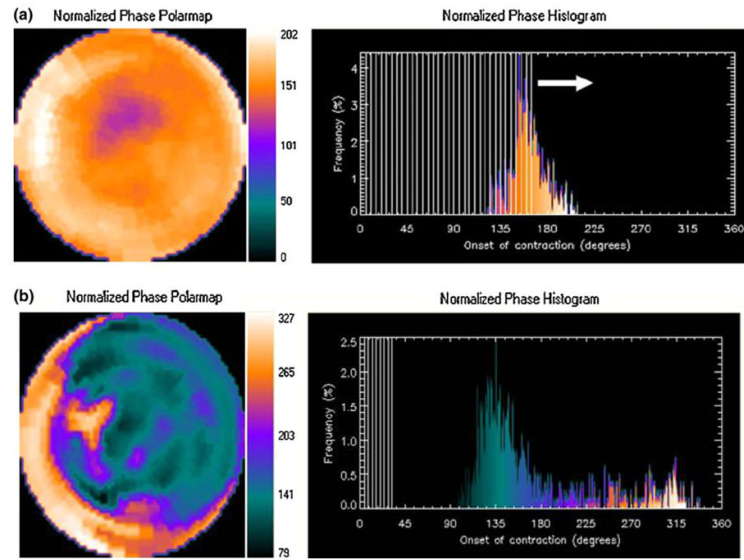 (a)
Normalized Phase Polarmap
Normalized Phase Histogram
202
151
101
50
0
Frequency (%)
4
3
2
1
0
0 45 90 135 180 225 270 315 360
Onset of contraction (degrees)
(b)
Normalized Phase Polarmap
Normalized Phase Histogram
327
265
203
141
79
Frequency (%)
2.5
2.0
1.5
1.0
0.5
0.0
0 45 90 135 180 225 270 315 360
Onset of contraction (degrees)